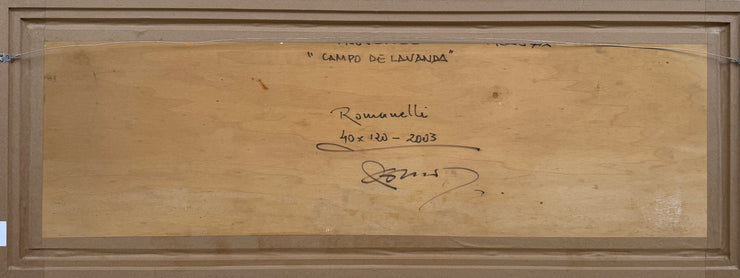 "CAMPO DE LAVANDA"
Romanelli
40 x 120 - 2003